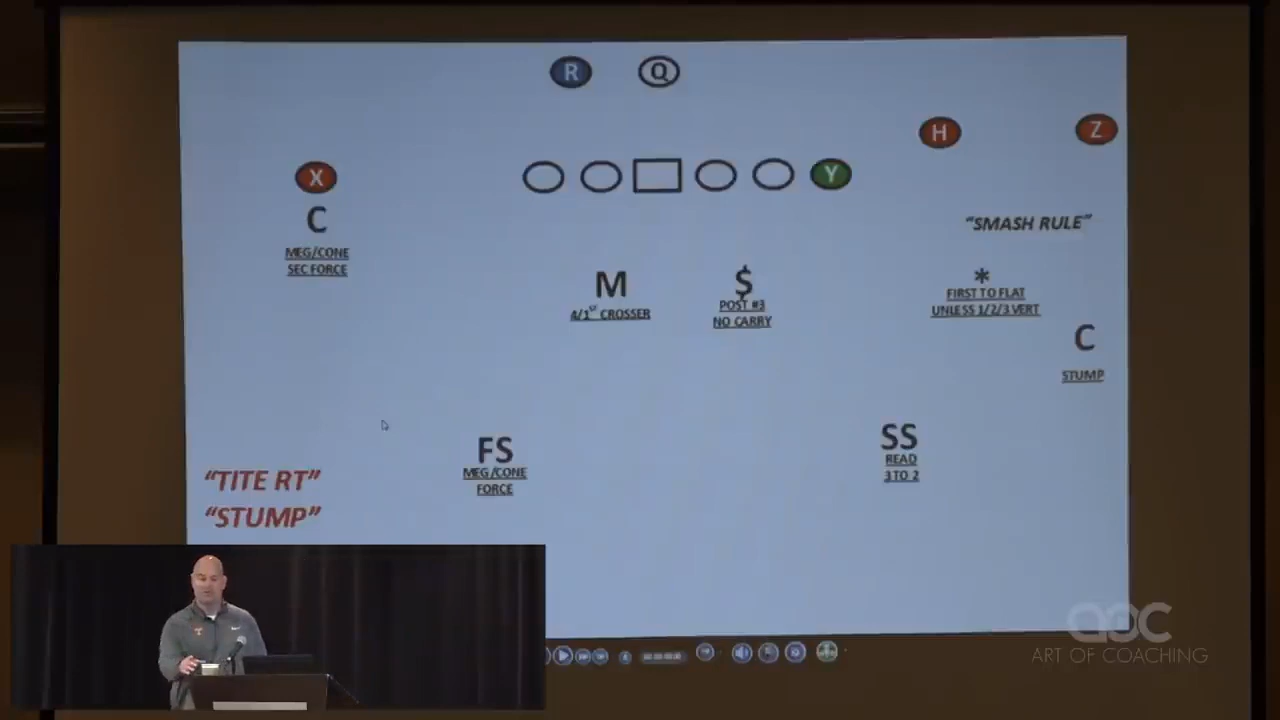 R Q
H Z
X Y
C
"SMASH RULE"
MEG/CONE
SEC FORCE
M $ *
4/1ST CROSSER
POST #3
NO CARRY
FIRST TO FLAT
UNLESS 1/2/3 VERT
C
STUMP
FS
MEG/CONE
FORCE
SS
READ
3 TO 2
"TITE RT"
"STUMP"
aoc
ART OF COACHING